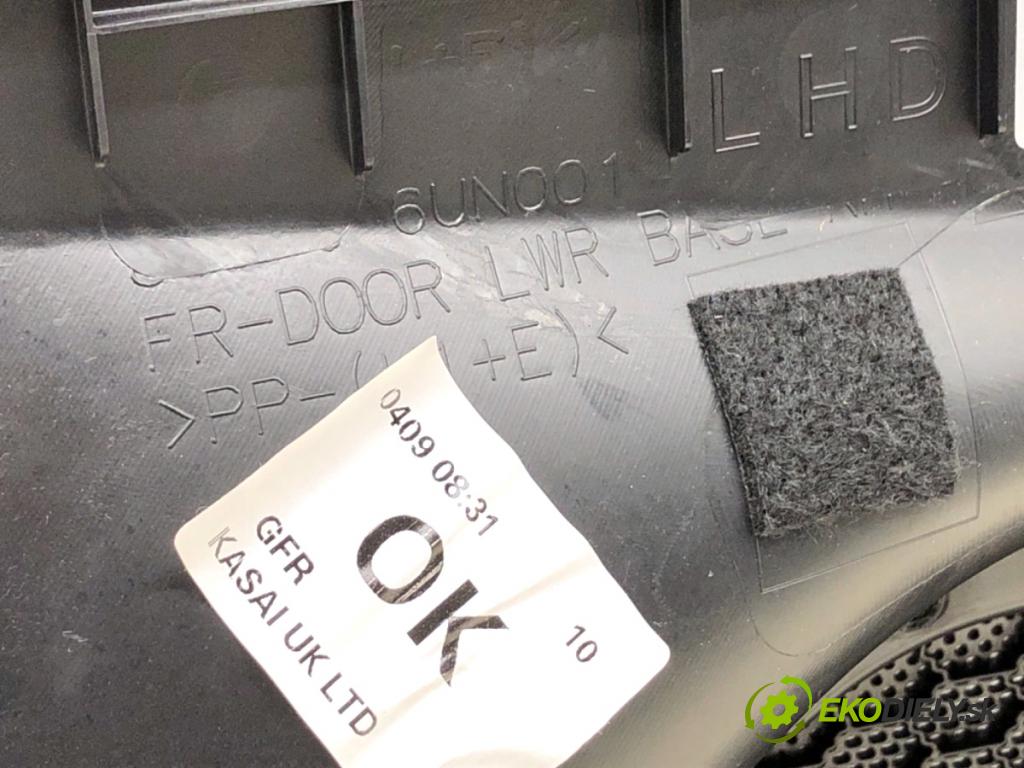 LHD
6UN001
FR-DOOR LWR BASE
>PP-( +E)<
0409 08:31
OK
GFR
KASAI UK LTD
10
EKODIELY.SK